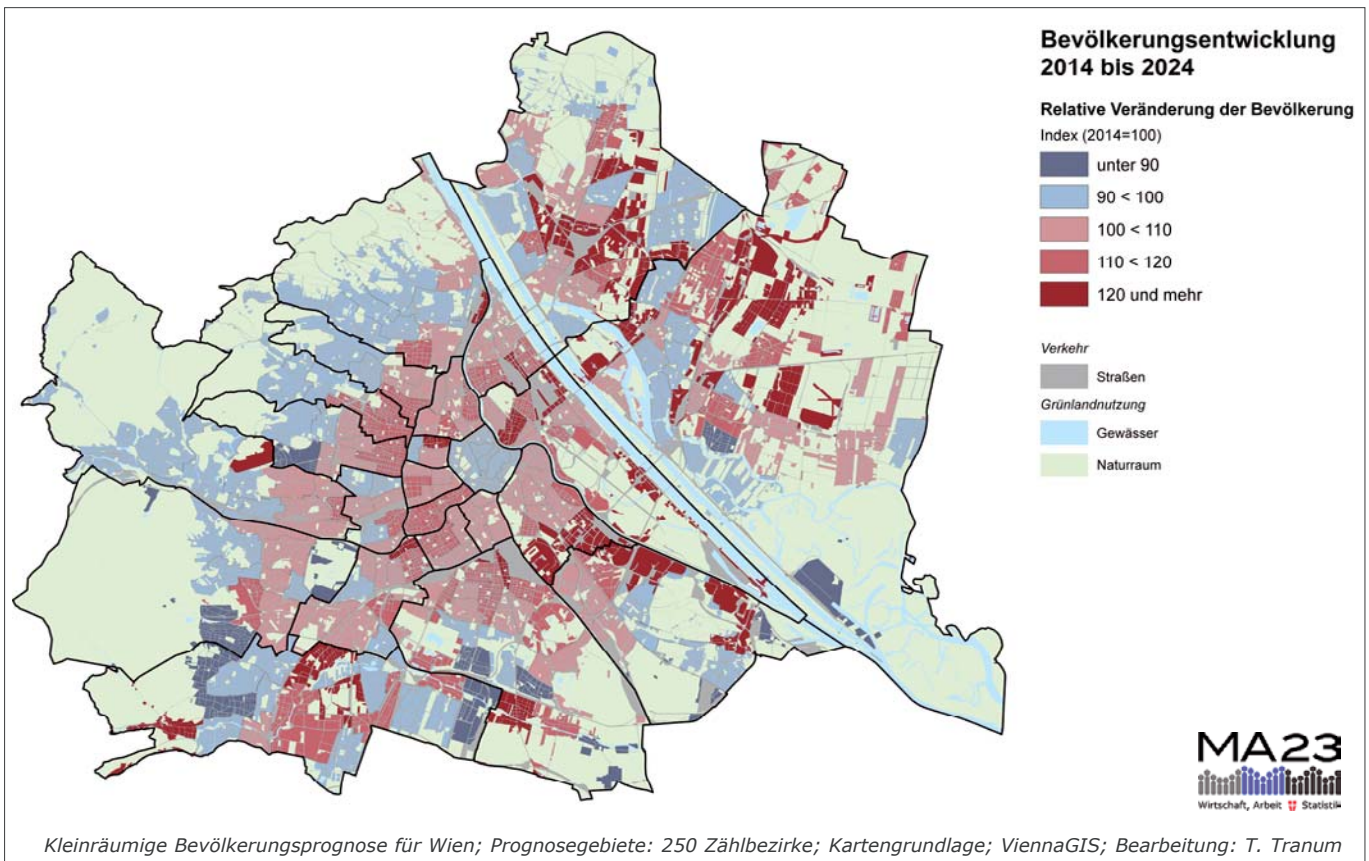 Bevölkerungsentwicklung
2014 bis 2024
Relative Veränderung der Bevölkerung
Index (2014=100)
unter 90
90 < 100
100 < 110
110 < 120
120 und mehr
Verkehr
Straßen
Grünlandnutzung
Gewässer
Naturraum
MA23
Wirtschaft, Arbeit Statistik
Kleinräumige Bevölkerungsprognose für Wien; Prognosegebiete: 250 Zählbezirke; Kartengrundlage; ViennaGIS; Bearbeitung: T. Tranum